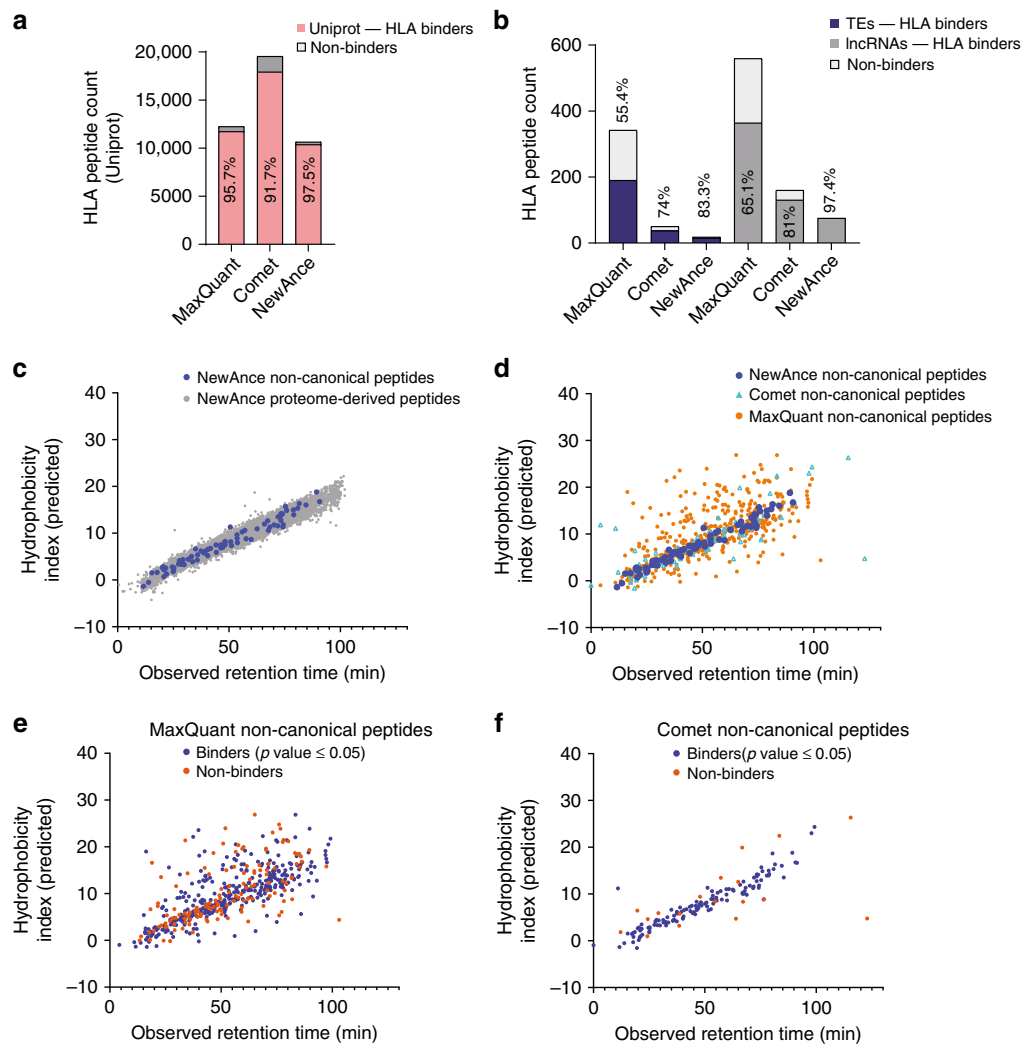 a
Uniprot — HLA binders
Non-binders
HLA peptide count
(Uniprot)
20,000
15,000
10,000
5000
0
95.7%
91.7%
97.5%
MaxQuant
Comet
NewAnce
b
TEs — HLA binders
lncRNAs — HLA binders
Non-binders
HLA peptide count
600
400
200
0
55.4%
74%
83.3%
65.1%
81%
97.4%
MaxQuant
Comet
NewAnce
MaxQuant
Comet
NewAnce
c
NewAnce non-canonical peptides
NewAnce proteome-derived peptides
Hydrophobicity
index (predicted)
40
30
20
10
0
–10
0
50
100
Observed retention time (min)
d
NewAnce non-canonical peptides
Comet non-canonical peptides
MaxQuant non-canonical peptides
Hydrophobicity
index (predicted)
40
30
20
10
0
–10
0
50
100
Observed retention time (min)
e
MaxQuant non-canonical peptides
Binders (p value ≤ 0.05)
Non-binders
Hydrophobicity
index (predicted)
40
30
20
10
0
–10
0
50
100
Observed retention time (min)
f
Comet non-canonical peptides
Binders(p value ≤ 0.05)
Non-binders
Hydrophobicity
index (predicted)
40
30
20
10
0
–10
0
50
100
Observed retention time (min)